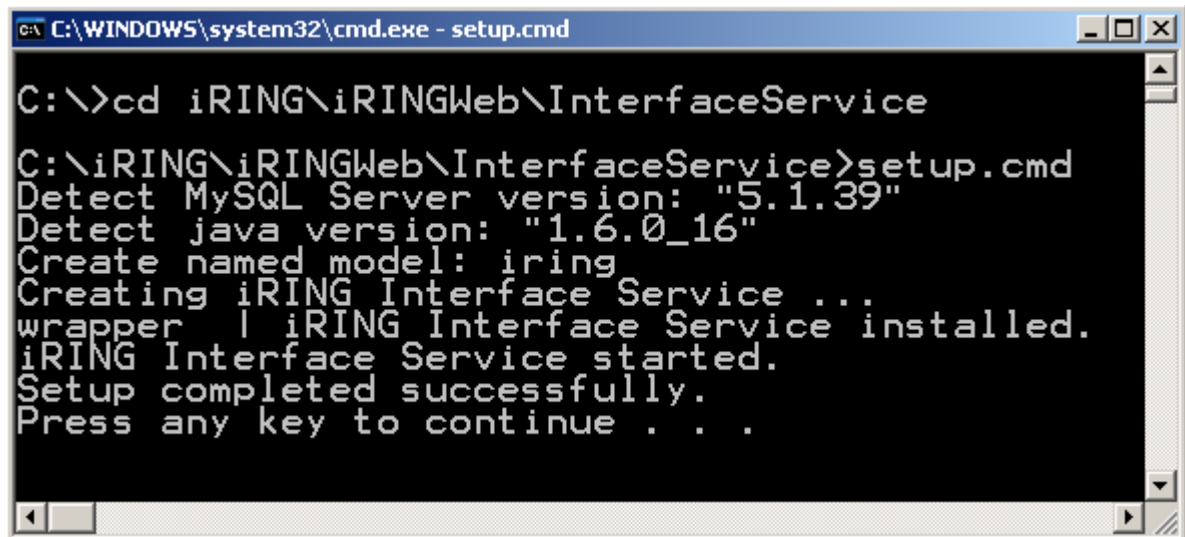 C:\WINDOWS\system32\cmd.exe - setup.cmd
C:\>cd iRING\iRINGWeb\InterfaceService
C:\iRING\iRINGWeb\InterfaceService>setup.cmd
Detect MySQL Server version: "5.1.39"
Detect java version: "1.6.0_16"
Create named model: iring
Creating iRING Interface Service ...
wrapper  | iRING Interface Service installed.
iRING Interface Service started.
Setup completed successfully.
Press any key to continue . . .